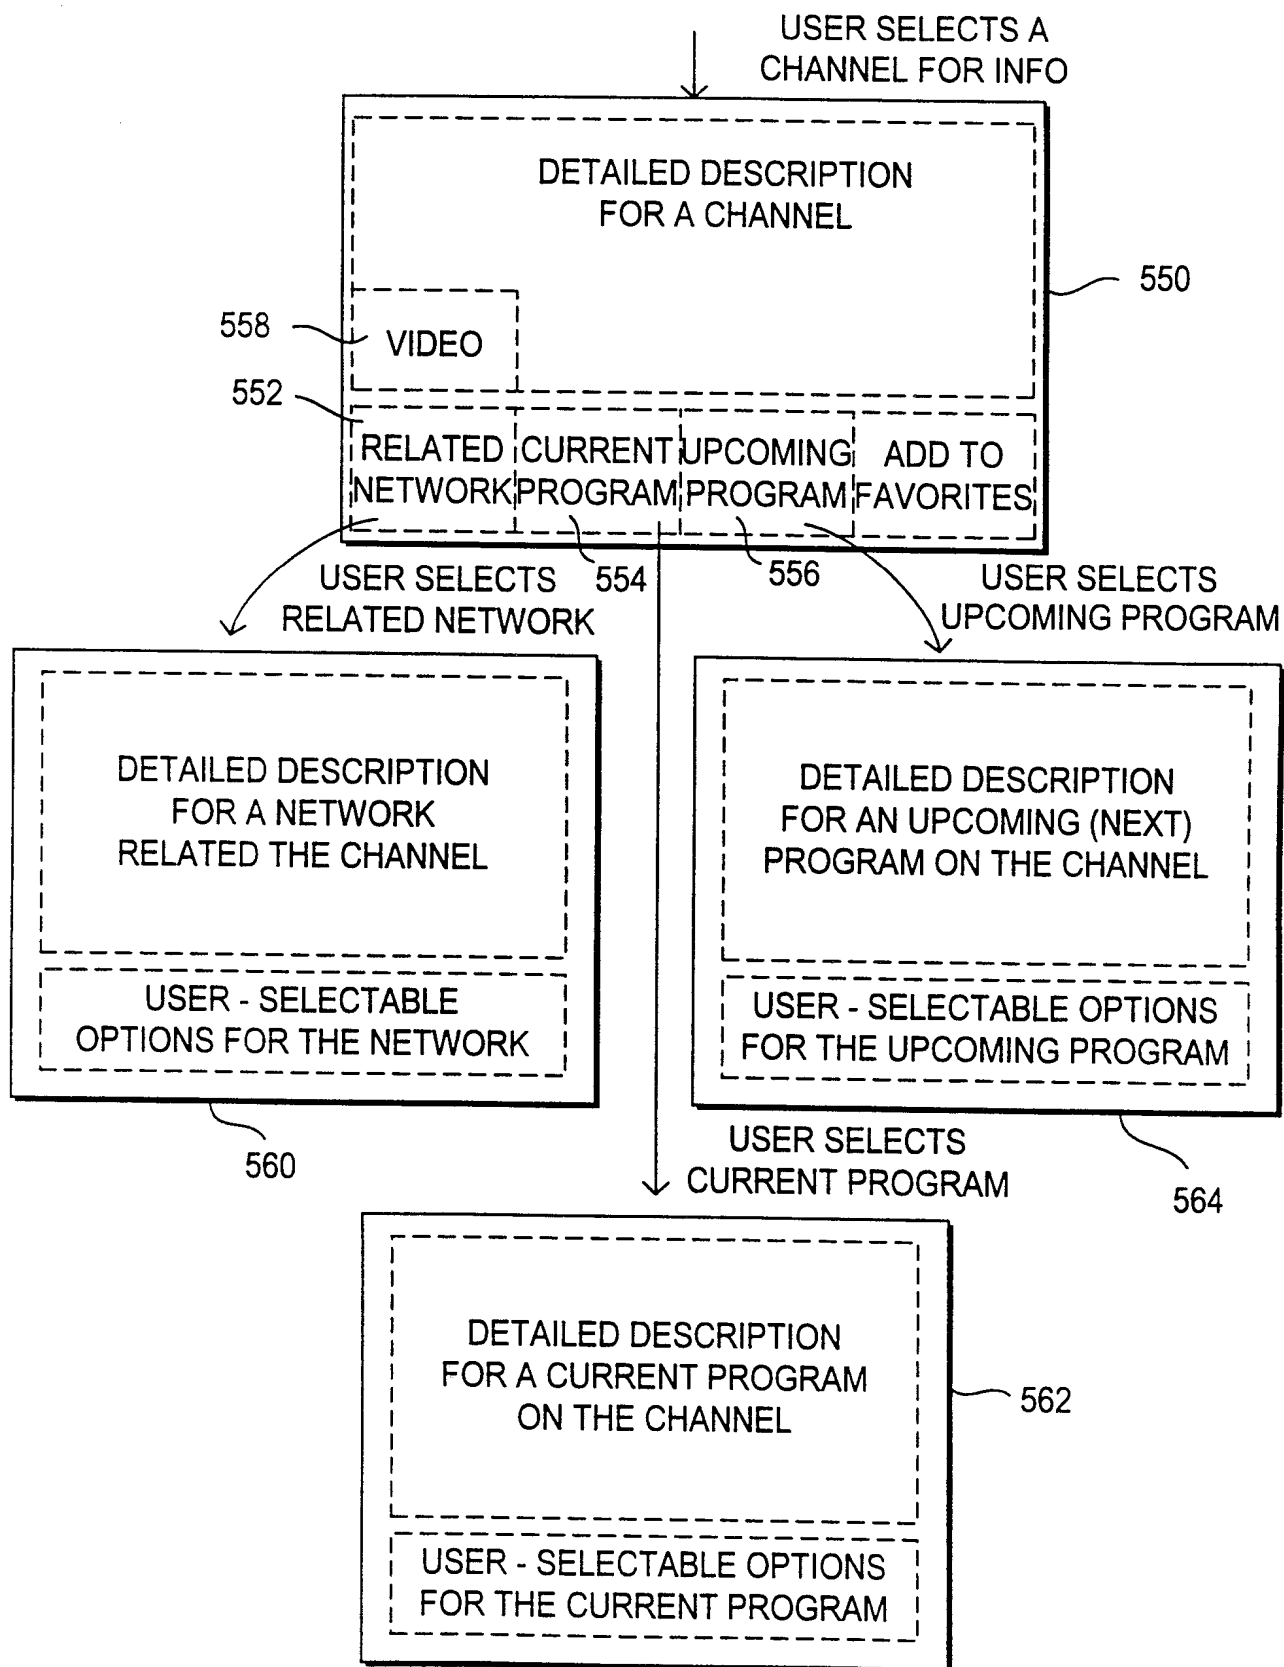 USER SELECTS A
CHANNEL FOR INFO
DETAILED DESCRIPTION
FOR A CHANNEL
550
558
VIDEO
552
RELATED
NETWORK
CURRENT
PROGRAM
UPCOMING
PROGRAM
ADD TO
FAVORITES
554
556
USER SELECTS
RELATED NETWORK
USER SELECTS
UPCOMING PROGRAM
DETAILED DESCRIPTION
FOR A NETWORK
RELATED THE CHANNEL
USER - SELECTABLE
OPTIONS FOR THE NETWORK
560
DETAILED DESCRIPTION
FOR AN UPCOMING (NEXT)
PROGRAM ON THE CHANNEL
USER - SELECTABLE OPTIONS
FOR THE UPCOMING PROGRAM
564
USER SELECTS
CURRENT PROGRAM
DETAILED DESCRIPTION
FOR A CURRENT PROGRAM
ON THE CHANNEL
562
USER - SELECTABLE OPTIONS
FOR THE CURRENT PROGRAM